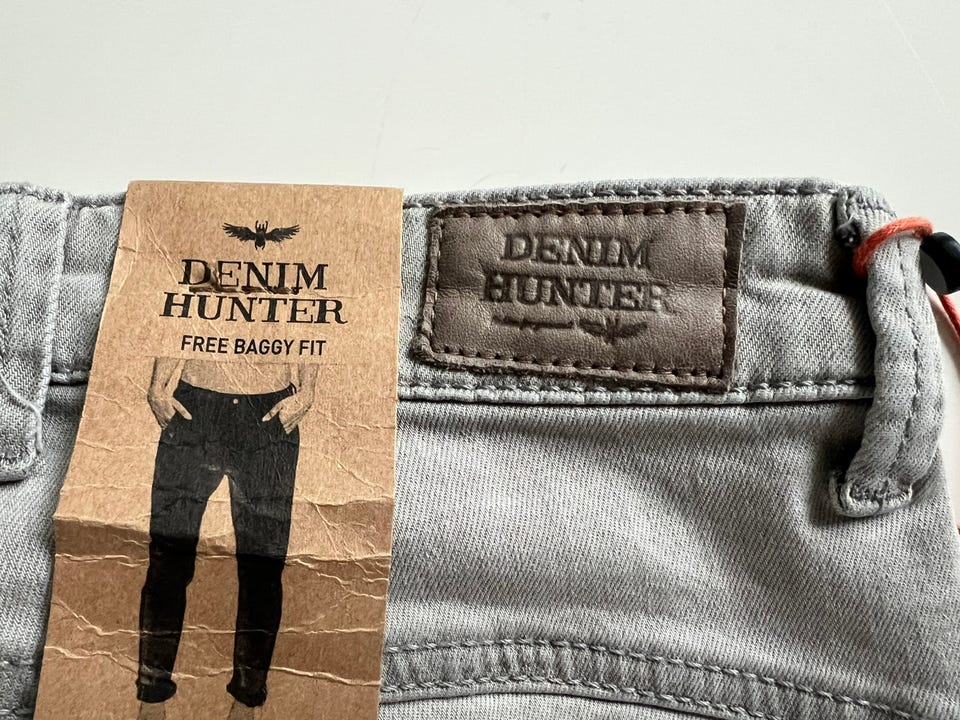 DENIM
HUNTER
FREE BAGGY FIT
DENIM
HUNTER